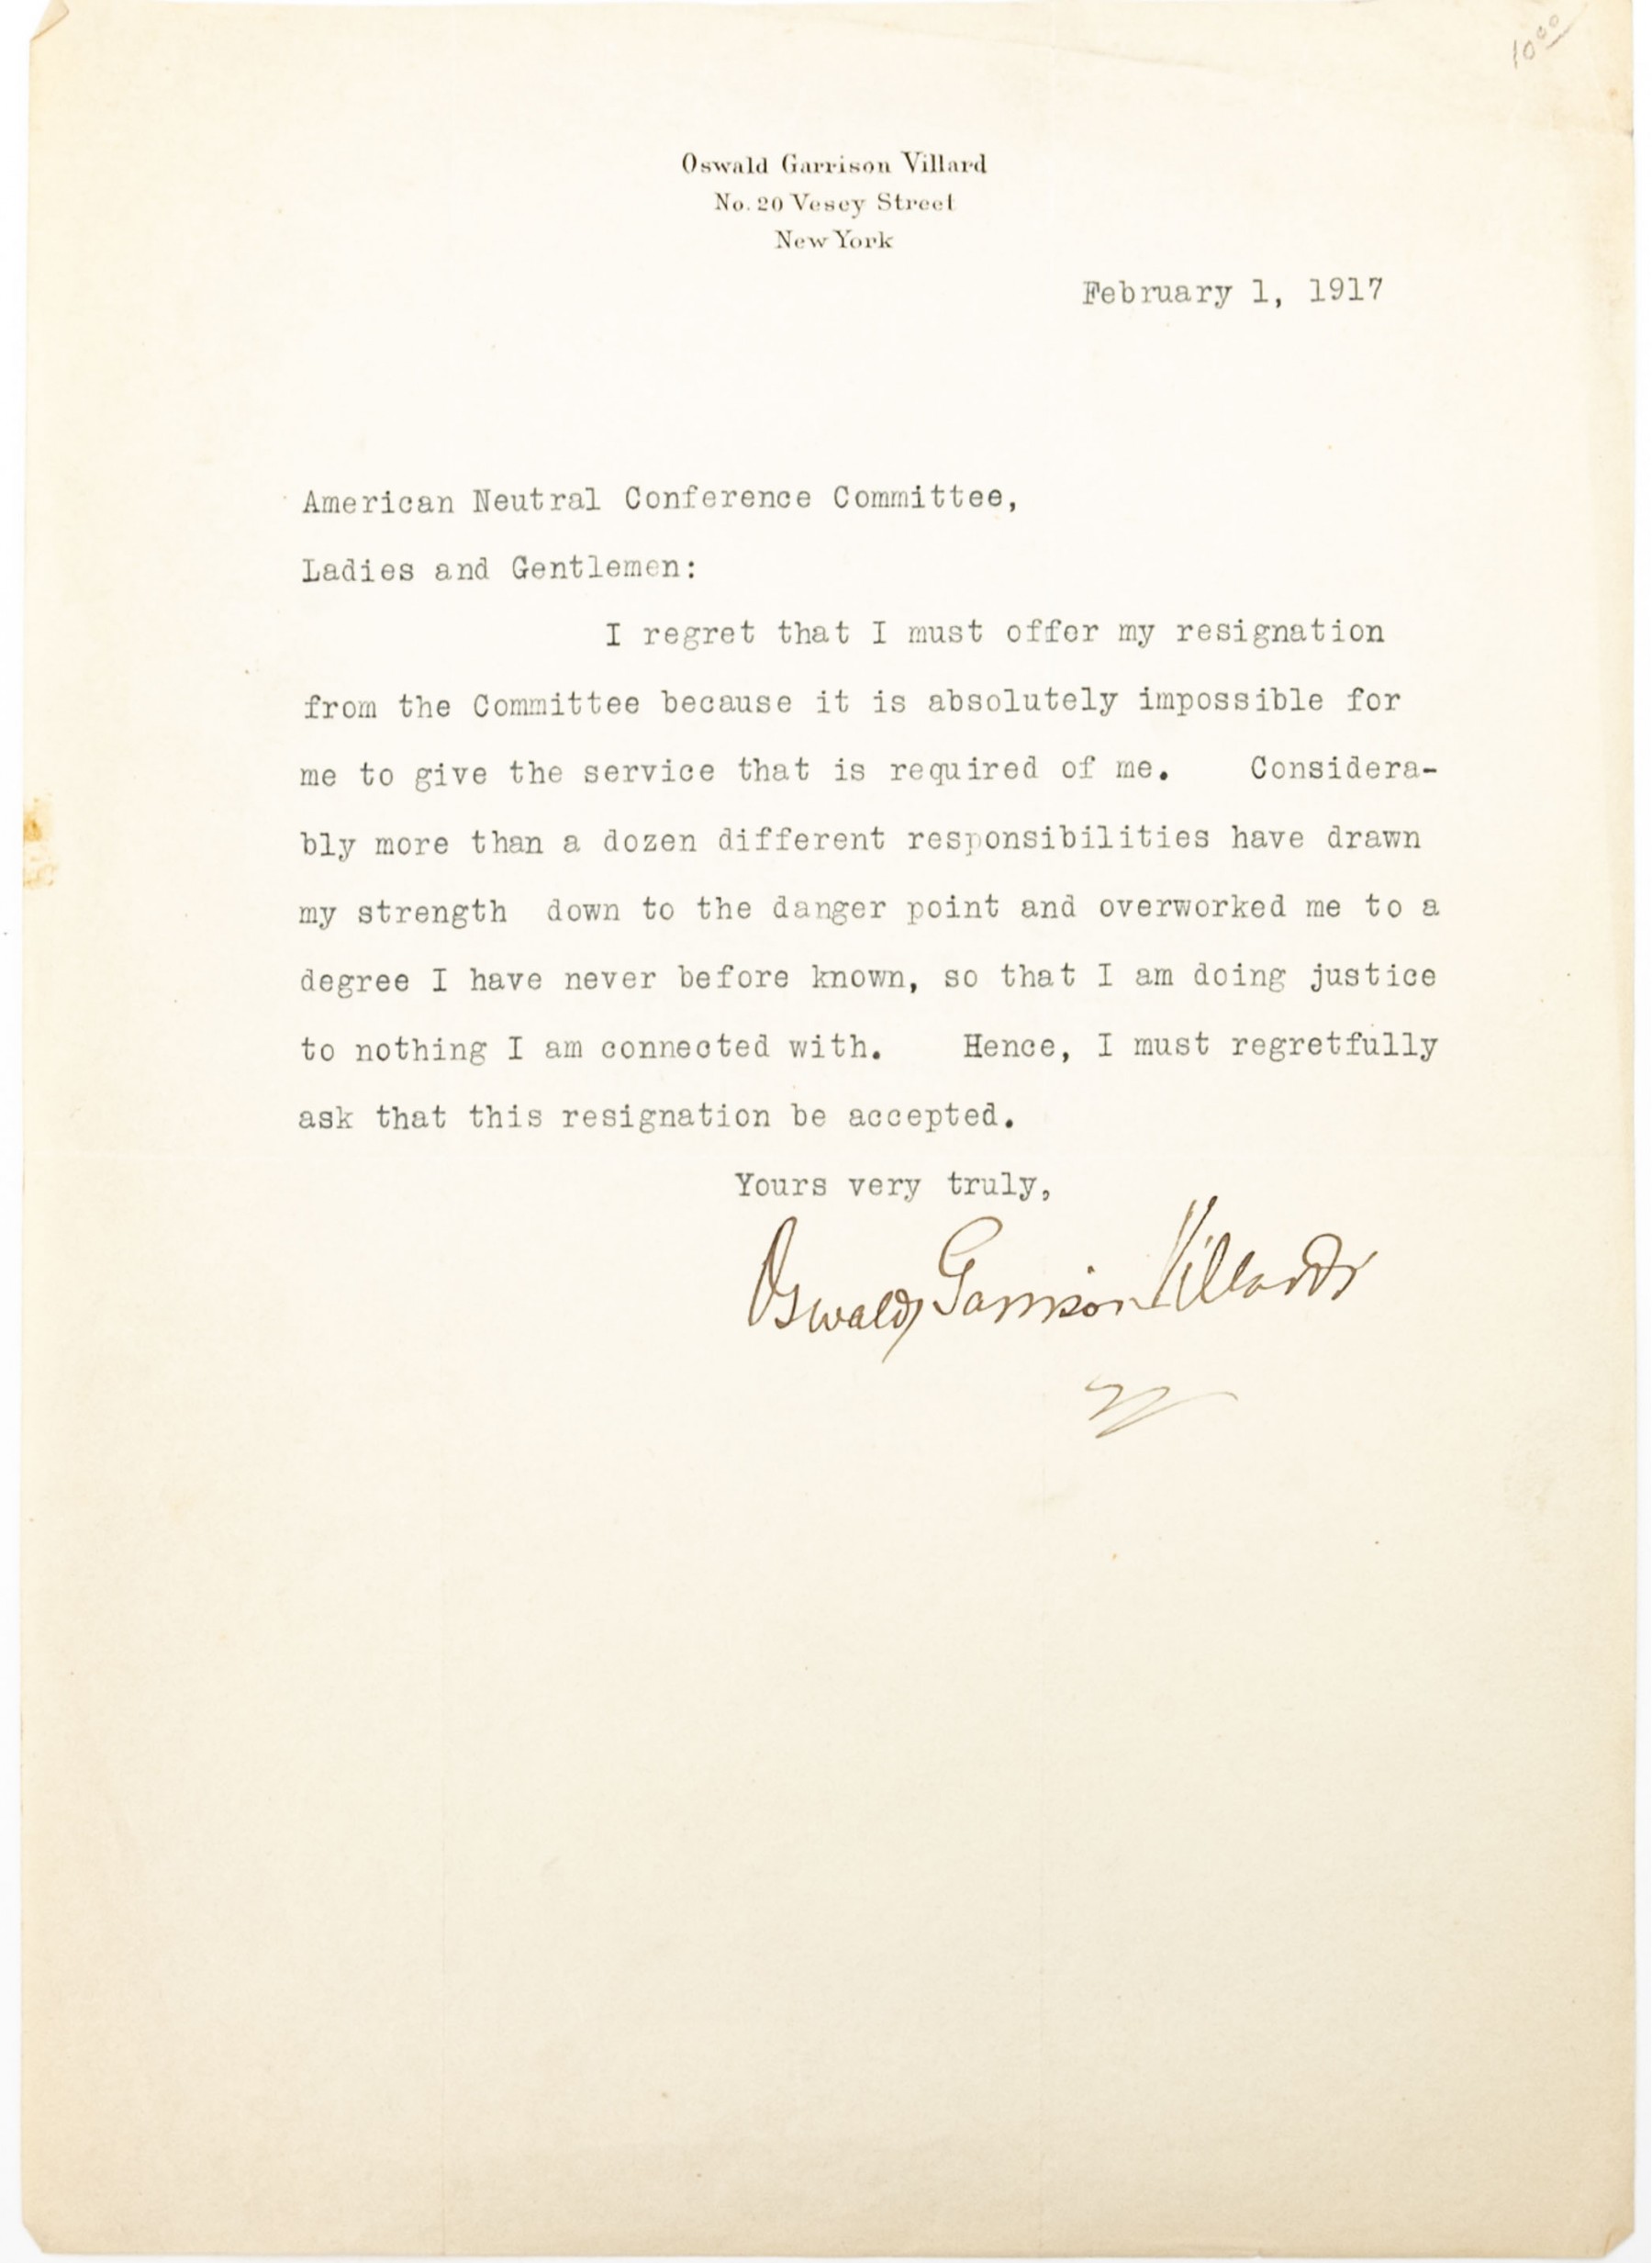 10 00
Oswald Garrison Villard
No. 20 Vesey Street
New York
February 1, 1917
American Neutral Conference Committee,
Ladies and Gentlemen:
I regret that I must offer my resignation
from the Committee because it is absolutely impossible for
me to give the service that is required of me. Considera-
bly more than a dozen different responsibilities have drawn
my strength down to the danger point and overworked me to a
degree I have never before known, so that I am doing justice
to nothing I am connected with. Hence, I must regretfully
ask that this resignation be accepted.
Yours very truly,
Oswald Garrison Villard